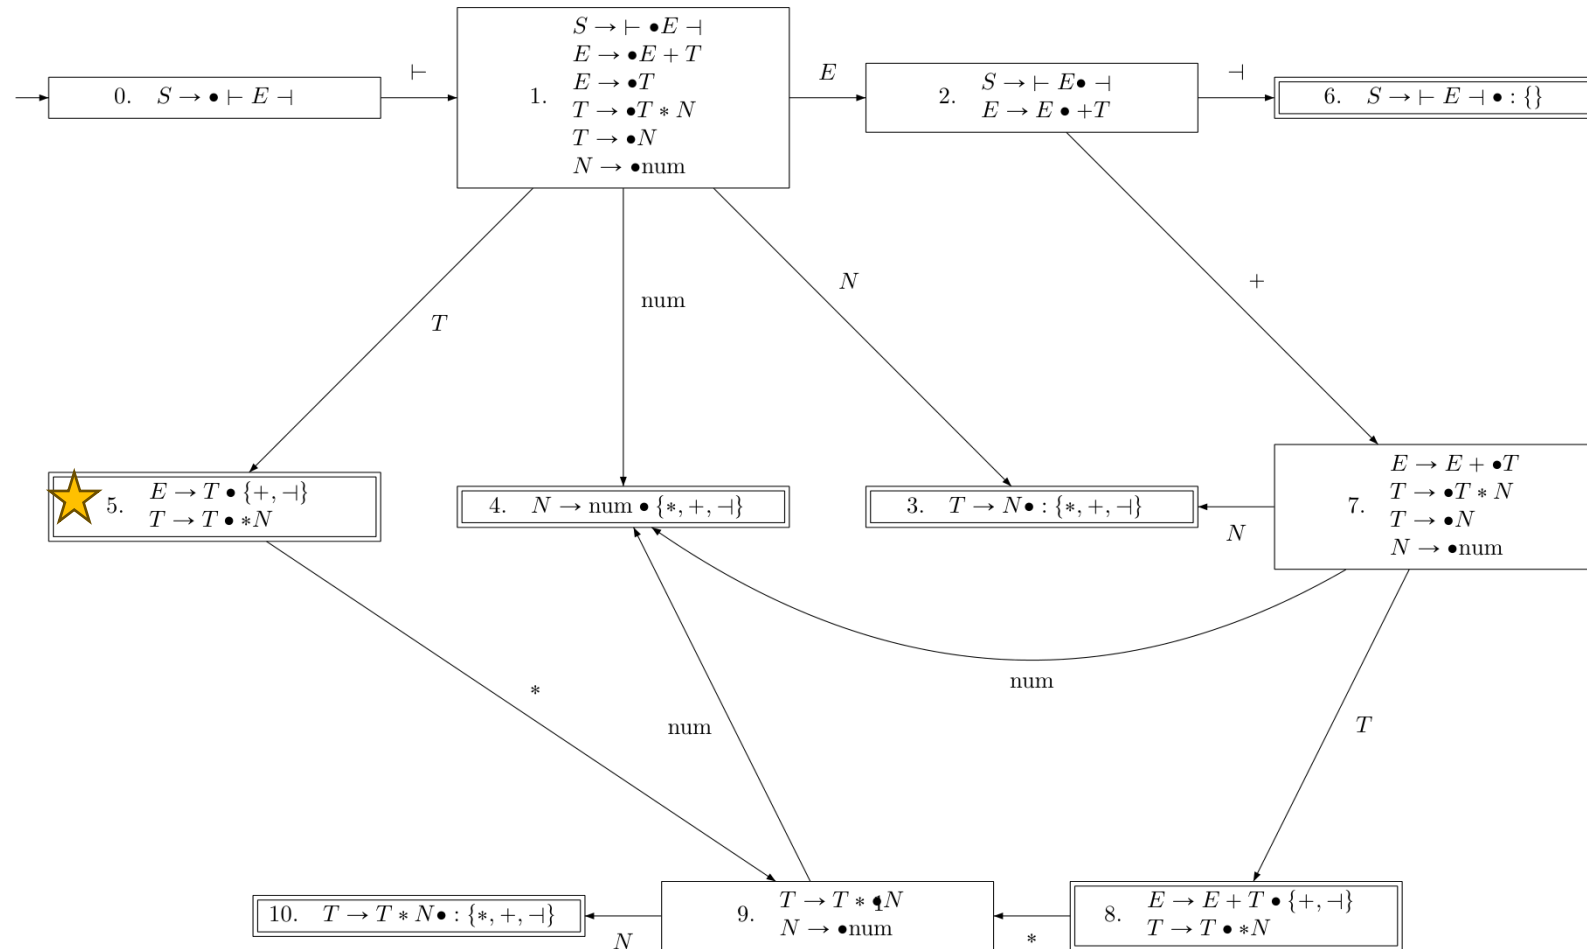 0. S → • ⊢ E ⊣
⊢
1.
S → ⊢ •E ⊣
E → •E + T
E → •T
T → •T ∗ N
T → •N
N → •num
E
2.
S → ⊢ E• ⊣
E → E • +T
⊣
6. S → ⊢ E ⊣ • : {}
T
num
N
+
5.
E → T • {+, ⊣}
T → T • ∗N
4. N → num • {∗, +, ⊣}
3. T → N• : {∗, +, ⊣}
N
7.
E → E + •T
T → •T ∗ N
T → •N
N → •num
∗
num
num
T
10. T → T ∗ N• : {∗, +, ⊣}
N
9.
T → T ∗ •N
N → •num
∗
8.
E → E + T • {+, ⊣}
T → T • ∗N